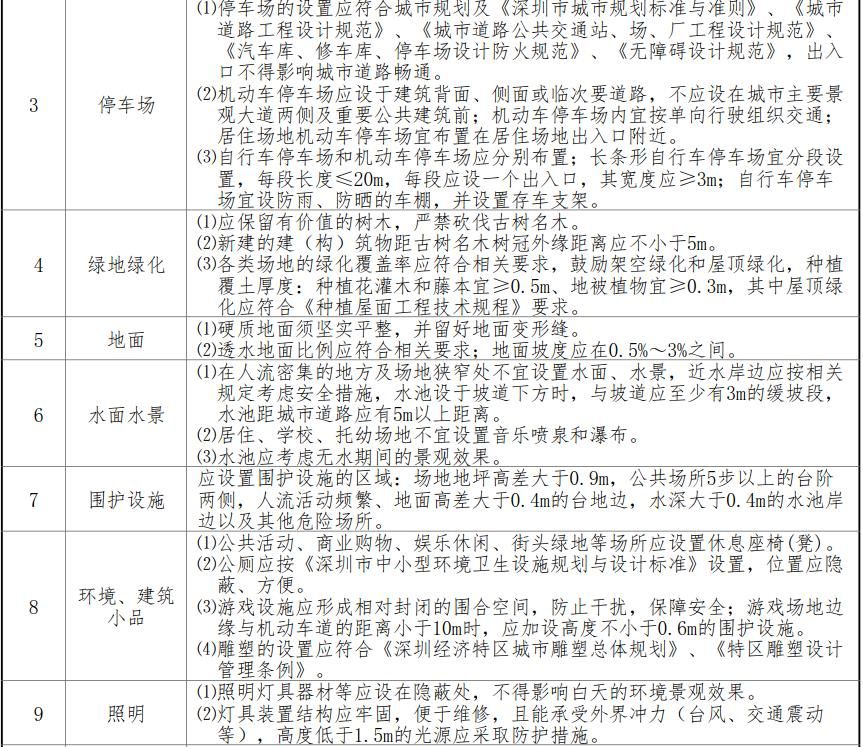 ⑴停车场的设置应符合城市规划及《深圳市城市规划标准与准则》、《城市
道路工程设计规范》、《城市道路公共交通站、场、厂工程设计规范》、
《汽车库、修车库、停车场设计防火规范》、《无障碍设计规范》，出入
口不得影响城市道路畅通。
3
停车场
⑵机动车停车场应设于建筑背面、侧面或临次要道路，不应设在城市主要景
观大道两侧及重要公共建筑前；机动车停车场内宜按单向行驶组织交通；
居住场地机动车停车场宜布置在居住场地出入口附近。
⑶自行车停车场和机动车停车场应分别布置；长条形自行车停车场宜分段设
置，每段长度≤20m，每段应设一个出入口，其宽度应≥3m；自行车停车
场宜设防雨、防晒的车棚，并设置存车支架。
4
绿地绿化
⑴应保留有价值的树木，严禁砍伐古树名木。
⑵新建的建（构）筑物距古树名木树冠外缘距离应不小于5m。
⑶各类场地的绿化覆盖率应符合相关要求，鼓励架空绿化和屋顶绿化，种植
覆土厚度：种植花灌木和藤本宜≥0.5m、地被植物宜≥0.3m，其中屋顶绿
化应符合《种植屋面工程技术规程》要求。
5
地面
⑴硬质地面须坚实平整，并留好地面变形缝。
⑵透水地面比例应符合相关要求；地面坡度应在0.5%～3%之间。
6
水面水景
⑴在人流密集的地方及场地狭窄处不宜设置水面、水景，近水岸边应按相关
规定考虑安全措施，水池设于坡道下方时，与坡道应至少有3m的缓坡段，
水池距城市道路应有5m以上距离。
⑵居住、学校、托幼场地不宜设置音乐喷泉和瀑布。
⑶水池应考虑无水期间的景观效果。
7
围护设施
应设置围护设施的区域：场地地坪高差大于0.9m，公共场所5步以上的台阶
两侧，人流活动频繁、地面高差大于0.4m的台地边，水深大于0.4m的水池岸
边以及其他危险场所。
8
环境、建筑
小品
⑴公共活动、商业购物、娱乐休闲、街头绿地等场所应设置休息座椅(凳)。
⑵公厕应按《深圳市中小型环境卫生设施规划与设计标准》设置，位置应隐
蔽、方便。
⑶游戏设施应形成相对封闭的围合空间，防止干扰，保障安全；游戏场地边
缘与机动车道的距离小于10m时，应加设高度不小于0.6m的围护设施。
⑷雕塑的设置应符合《深圳经济特区城市雕塑总体规划》、《特区雕塑设计
管理条例》。
9
照明
⑴照明灯具器材等应设在隐蔽处，不得影响白天的环境景观效果。
⑵灯具装置结构应牢固，便于维修，且能承受外界冲力（台风、交通震动
等），高度低于1.5m的光源应采取防护措施。